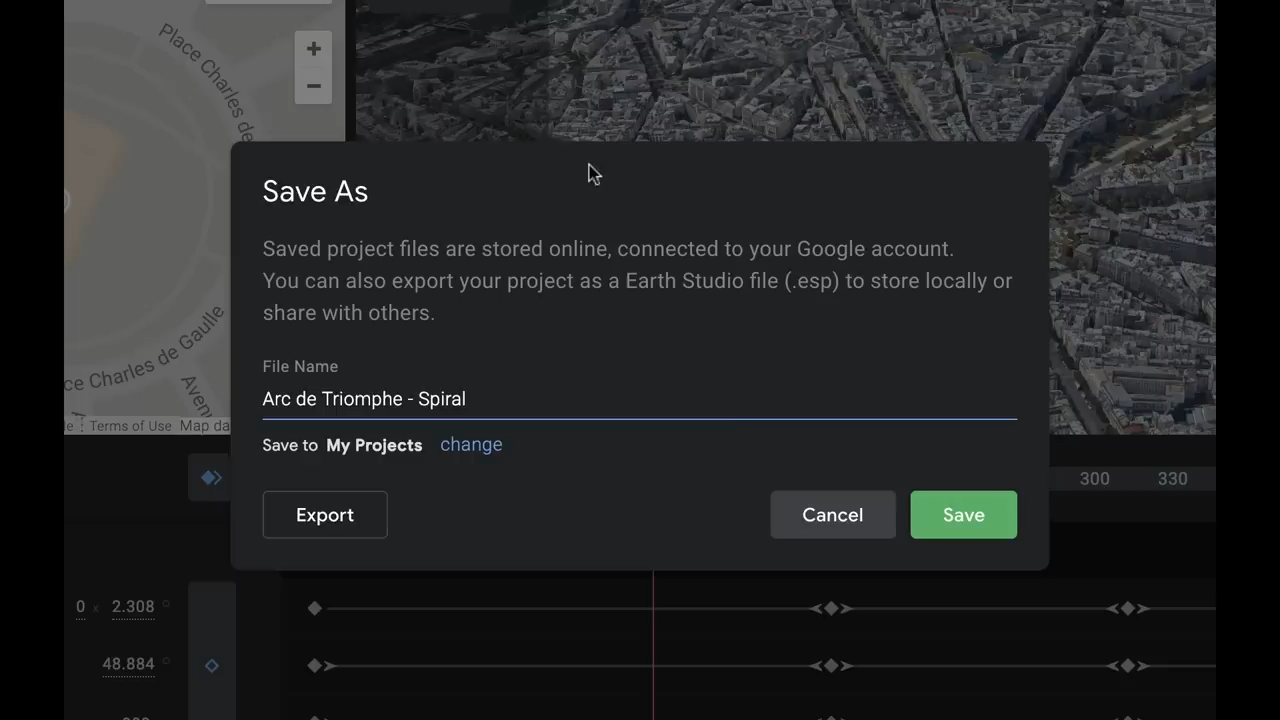 Place Charles de
+
−
Save As
Saved project files are stored online, connected to your Google account.
You can also export your project as a Earth Studio file (.esp) to store locally or
share with others.
ce Charles de Gaulle
File Name
Arc de Triomphe - Spiral
Terms of Use Map da
Save to My Projects change
300 330
Export Cancel Save
0 x 2.308 °
48.884 °